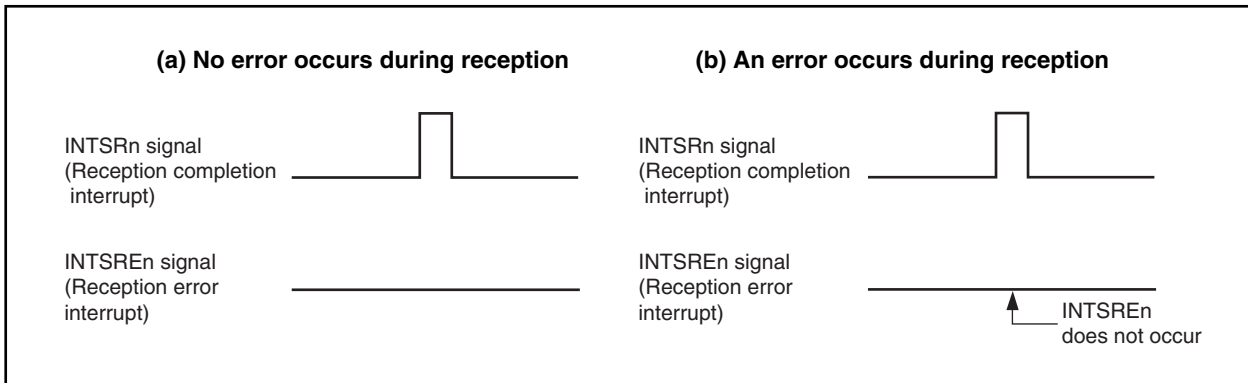 (a) No error occurs during reception
INTSRn signal
(Reception completion
interrupt)
INTSREn signal
(Reception error
interrupt)
(b) An error occurs during reception
INTSRn signal
(Reception completion
interrupt)
INTSREn signal
(Reception error
interrupt)
INTSREn
does not occur